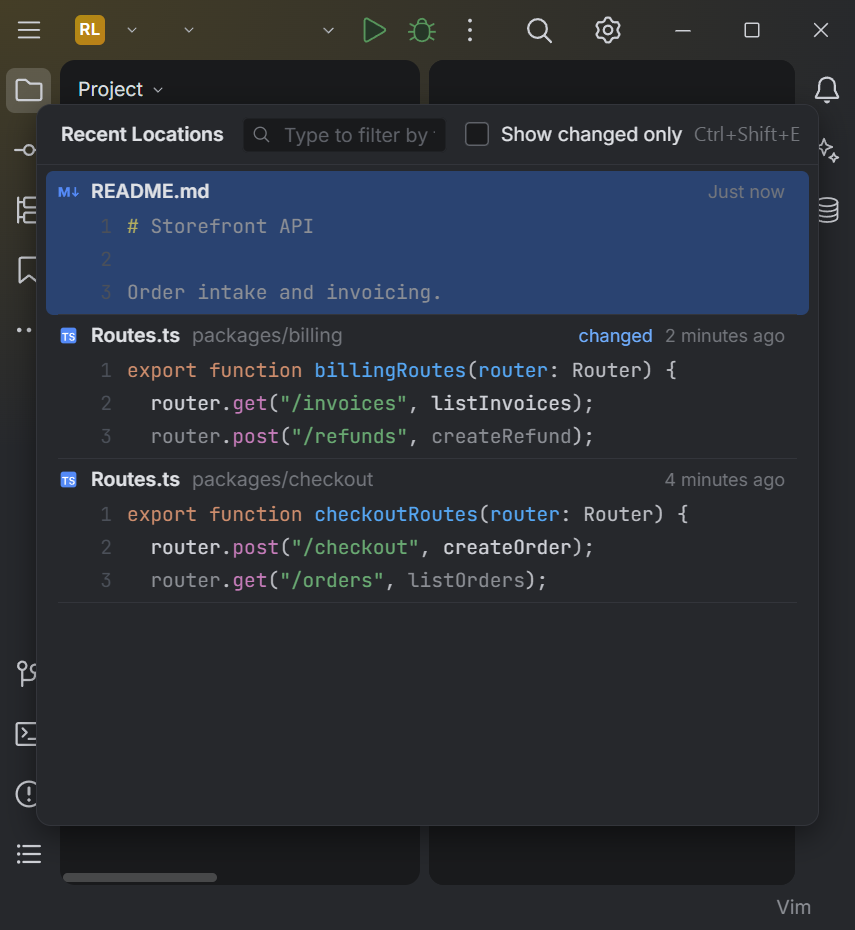 RL
Project
Recent Locations Type to filter by Show changed only Ctrl+Shift+E
M↓ README.md Just now
1 # Storefront API
2
3 Order intake and invoicing.
TS Routes.ts packages/billing changed 2 minutes ago
1 export function billingRoutes(router: Router) {
2 router.get("/invoices", listInvoices);
3 router.post("/refunds", createRefund);
TS Routes.ts packages/checkout 4 minutes ago
1 export function checkoutRoutes(router: Router) {
2 router.post("/checkout", createOrder);
3 router.get("/orders", listOrders);
Vim